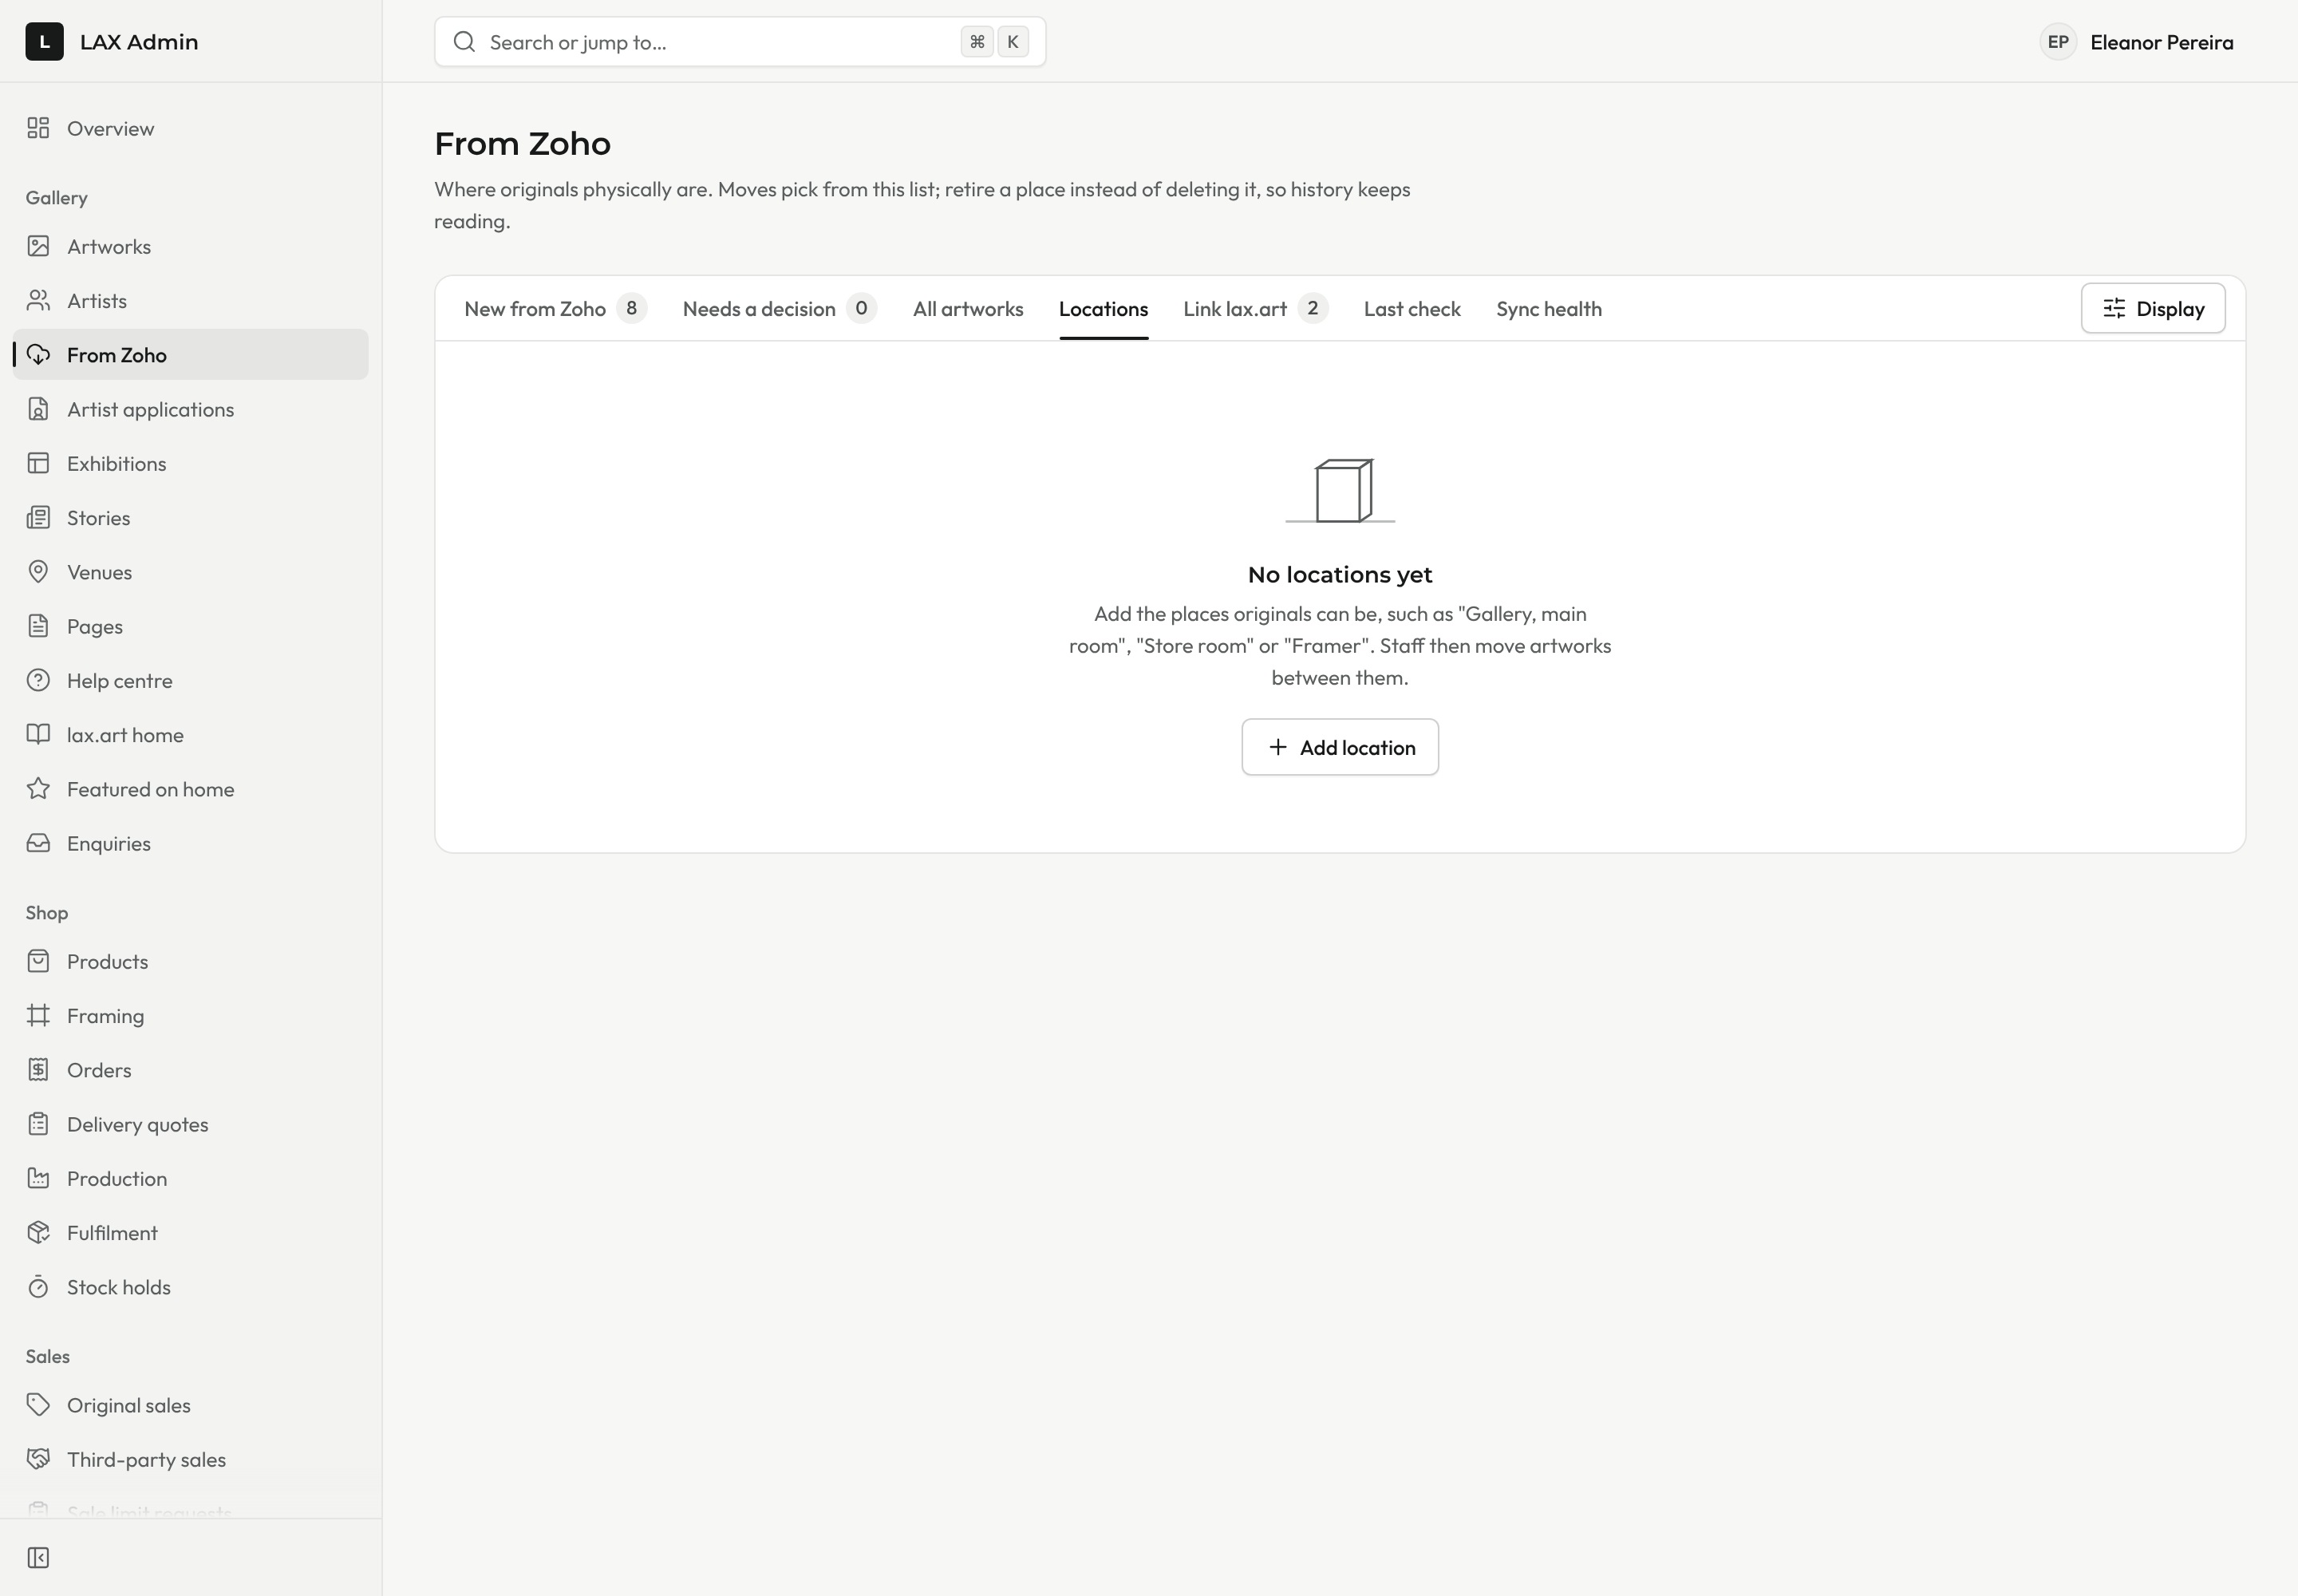 L LAX Admin
Search or jump to...
⌘ K
EP Eleanor Pereira
Overview
Gallery
Artworks
Artists
From Zoho
Artist applications
Exhibitions
Stories
Venues
Pages
Help centre
lax.art home
Featured on home
Enquiries
Shop
Products
Framing
Orders
Delivery quotes
Production
Fulfilment
Stock holds
Sales
Original sales
Third-party sales
Sale limit requests
From Zoho
Where originals physically are. Moves pick from this list; retire a place instead of deleting it, so history keeps
reading.
New from Zoho 8 Needs a decision 0 All artworks Locations Link lax.art 2 Last check Sync health Display
No locations yet
Add the places originals can be, such as "Gallery, main
room", "Store room" or "Framer". Staff then move artworks
between them.
Add location